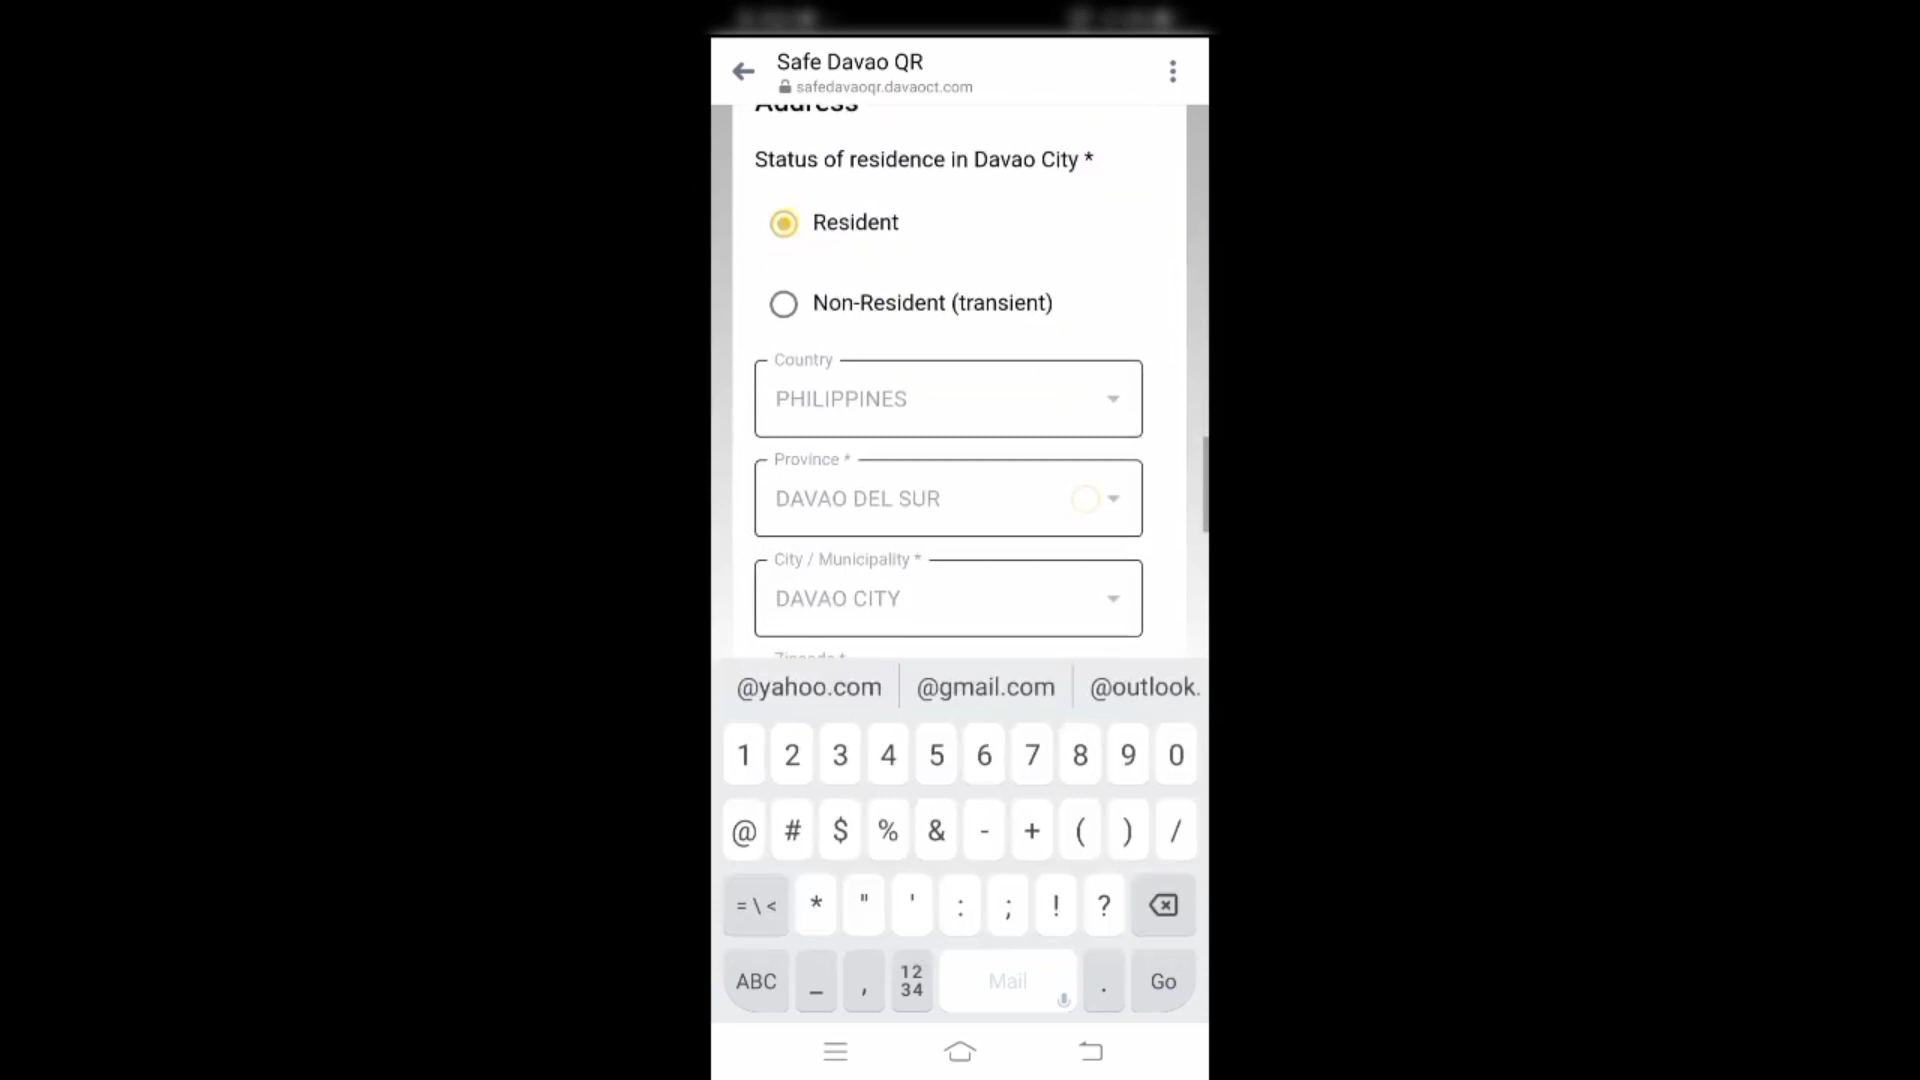 Safe Davao QR
safedavaoqr.davaoct.com
Address
Status of residence in Davao City *
Resident
Non-Resident (transient)
Country
PHILIPPINES
Province *
DAVAO DEL SUR
City / Municipality *
DAVAO CITY
Zipcode *
@yahoo.com @gmail.com @outlook.
1 2 3 4 5 6 7 8 9 0
@ # $ % & - + ( ) /
= \ < * " ' : ; ! ?
ABC _ , 12 34 Mail . Go